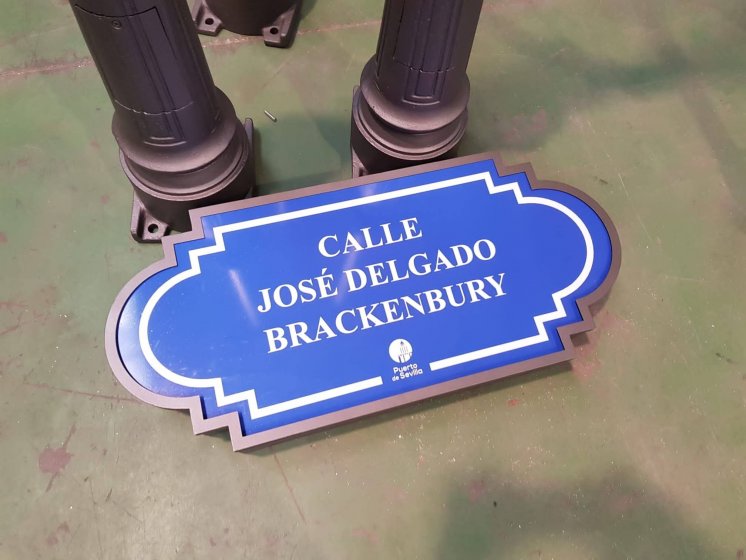 CALLE
JOSÉ DELGADO
BRACKENBURY
Puerto
de Sevilla